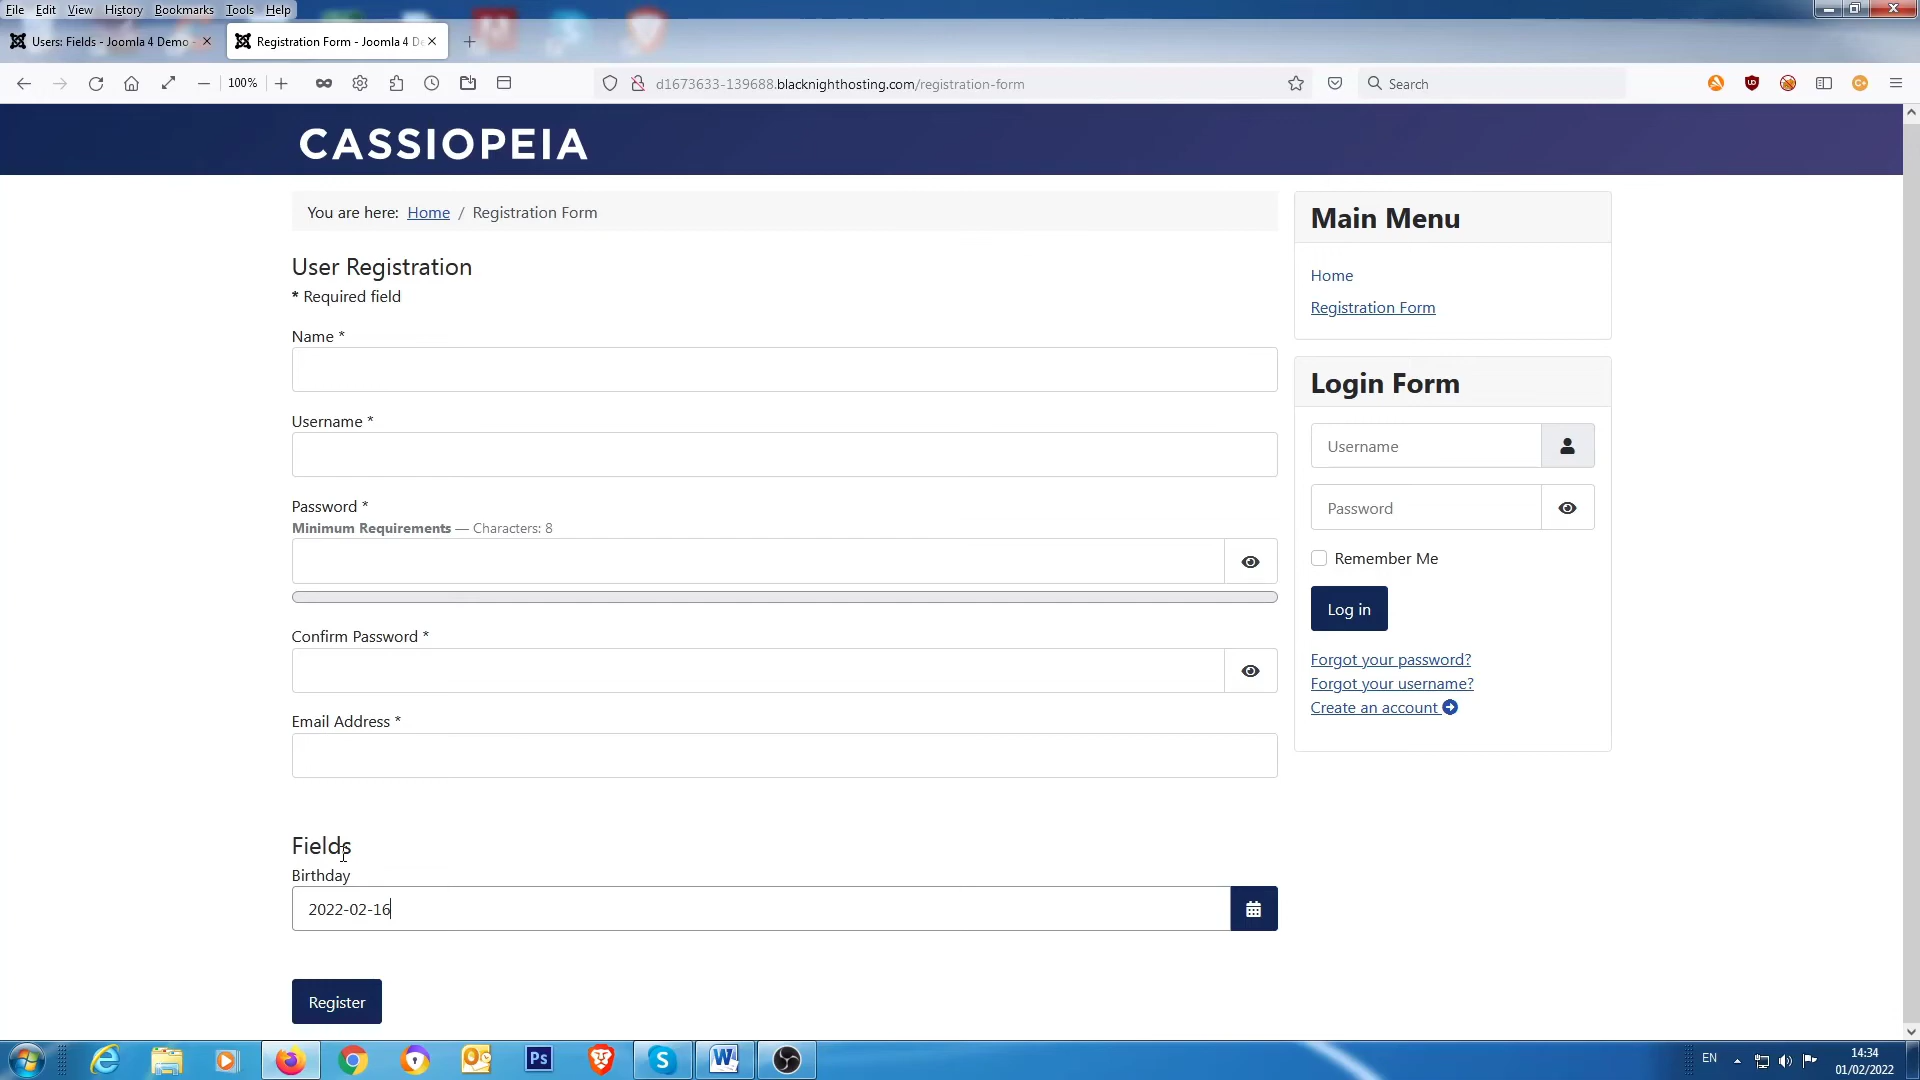 File Edit View History Bookmarks Tools Help
Users: Fields - Joomla 4 Demo -
Registration Form - Joomla 4 De
100%
d1673633-139688.blacknighthosting.com/registration-form
Search
CASSIOPEIA
You are here: Home / Registration Form
User Registration
* Required field
Name *
Username *
Password *
Minimum Requirements — Characters: 8
Confirm Password *
Email Address *
Fields
Birthday
2022-02-16
Register
Main Menu
Home
Registration Form
Login Form
Username
Password
Remember Me
Log in
Forgot your password?
Forgot your username?
Create an account
Ps
W
EN
14:34
01/02/2022